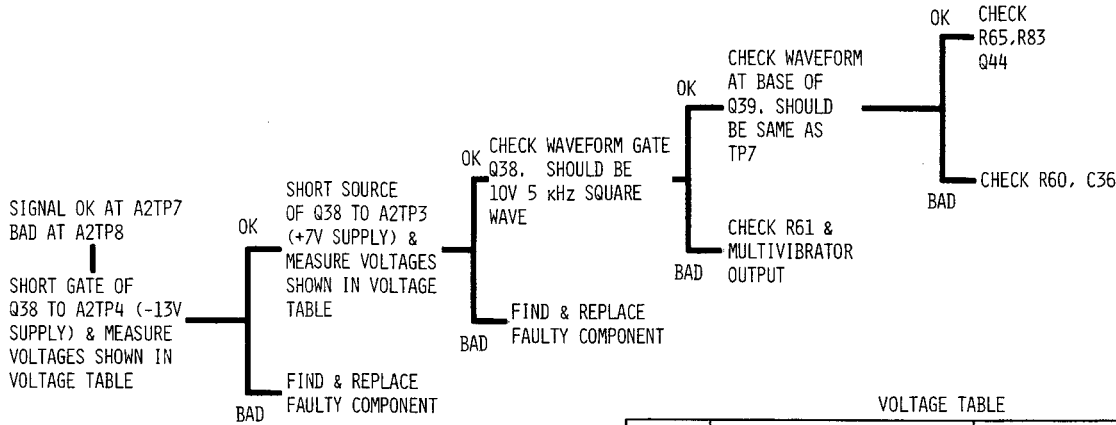 SIGNAL OK AT A2TP7
BAD AT A2TP8
SHORT GATE OF
Q38 TO A2TP4 (-13V
SUPPLY) & MEASURE
VOLTAGES SHOWN IN
VOLTAGE TABLE
OK
SHORT SOURCE
OF Q38 TO A2TP3
(+7V SUPPLY) &
MEASURE VOLTAGES
SHOWN IN VOLTAGE
TABLE
BAD
FIND & REPLACE
FAULTY COMPONENT
OK
CHECK WAVEFORM GATE
Q38. SHOULD BE
10V 5 KHZ SQUARE
WAVE
BAD
FIND & REPLACE
FAULTY COMPONENT
OK
CHECK WAVEFORM
AT BASE OF
Q39. SHOULD
BE SAME AS
TP7
BAD
CHECK R61 &
MULTIVIBRATOR
OUTPUT
OK
CHECK
R65,R83
Q44
BAD
CHECK R60, C36
VOLTAGE TABLE